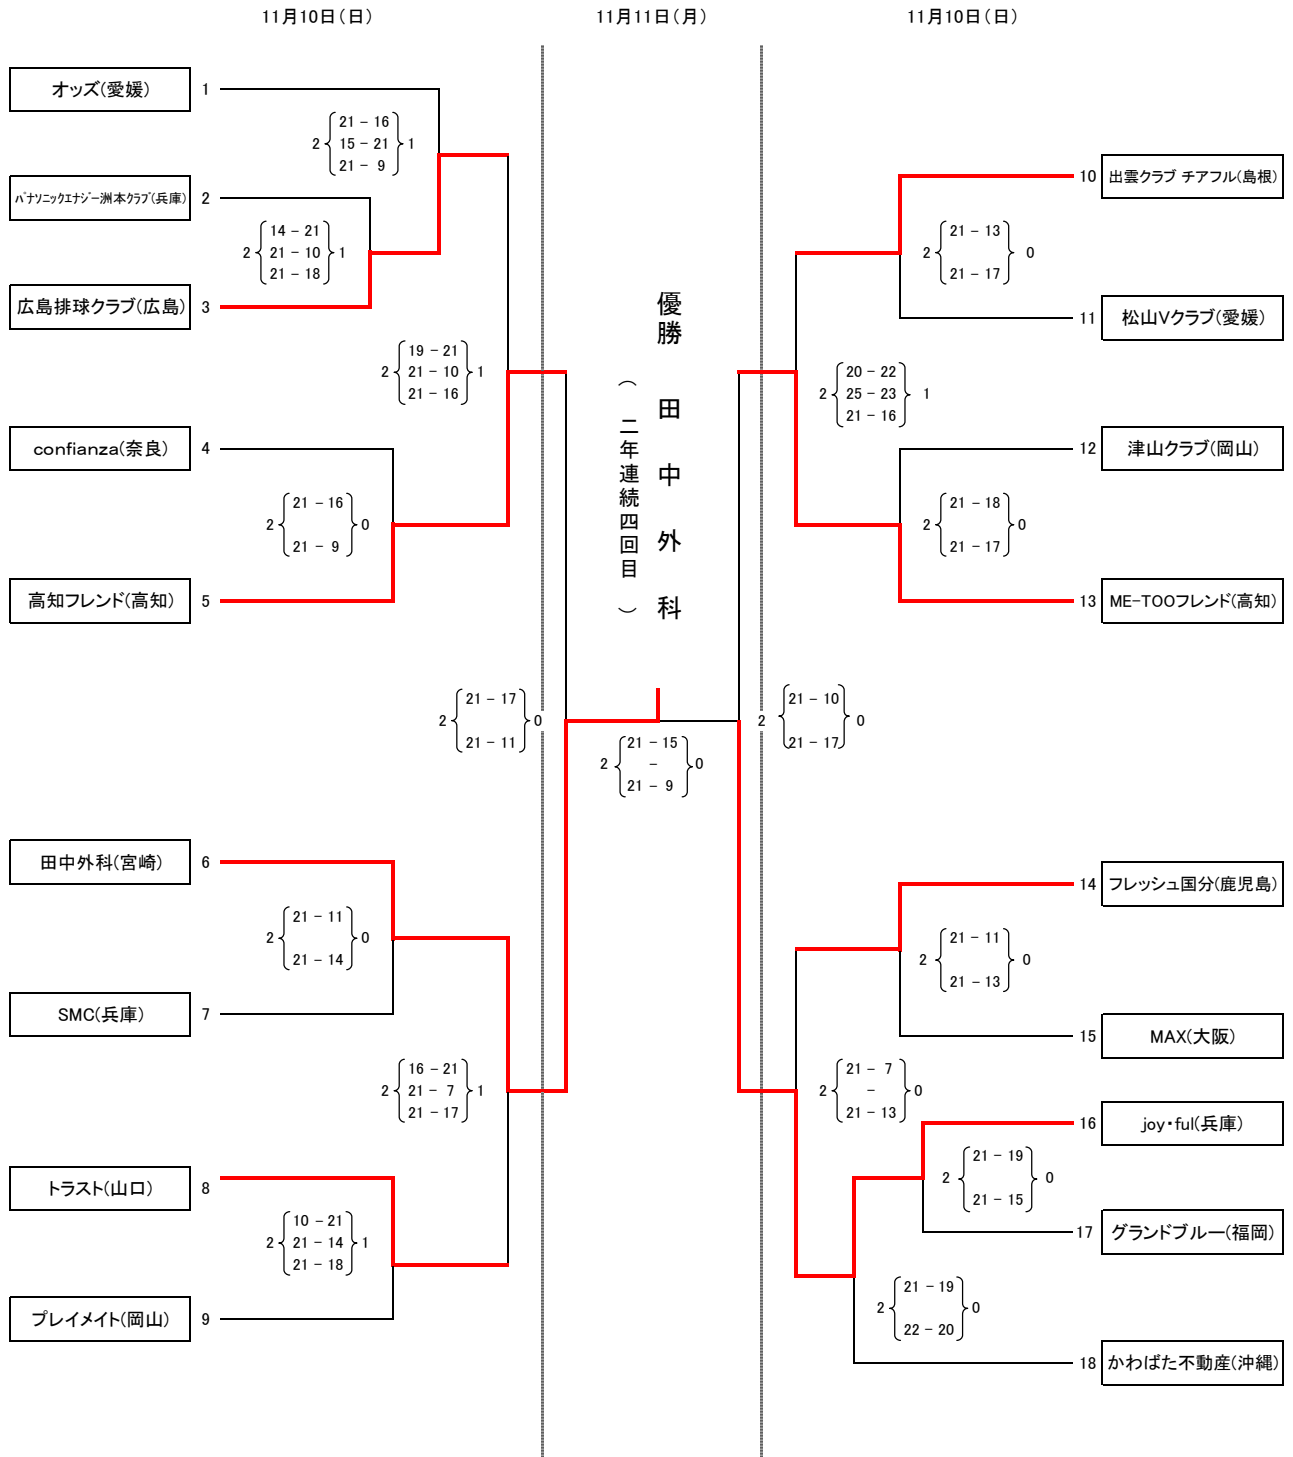 11月10日(日)
11月11日(月)
11月10日(日)
オッズ(愛媛) 1
21 - 16
2 15 - 21 1
21 - 9
パナソニックエナジー洲本クラブ(兵庫) 2
14 - 21
2 21 - 10 1
21 - 18
広島排球クラブ(広島) 3
19 - 21
2 21 - 10 1
21 - 16
confianza(奈良) 4
21 - 16
2 0
21 - 9
高知フレンド(高知) 5
21 - 17
2 0
21 - 11
田中外科(宮崎) 6
21 - 11
2 0
21 - 14
SMC(兵庫) 7
16 - 21
2 21 - 7 1
21 - 17
トラスト(山口) 8
10 - 21
2 21 - 14 1
21 - 18
プレイメイト(岡山) 9
優勝 田中外科
(二年連続四回目)
21 - 15
2 - 0
21 - 9
10 出雲クラブ チアフル(島根)
21 - 13
2 0
21 - 17
11 松山Vクラブ(愛媛)
20 - 22
2 25 - 23 1
21 - 16
12 津山クラブ(岡山)
21 - 18
2 0
21 - 17
13 ME-TOOフレンド(高知)
21 - 10
2 0
21 - 17
14 フレッシュ国分(鹿児島)
21 - 11
2 0
21 - 13
15 MAX(大阪)
21 - 7
2 - 0
21 - 13
16 joy・ful(兵庫)
21 - 19
2 0
21 - 15
17 グランドブルー(福岡)
21 - 19
2 0
22 - 20
18 かわばた不動産(沖縄)